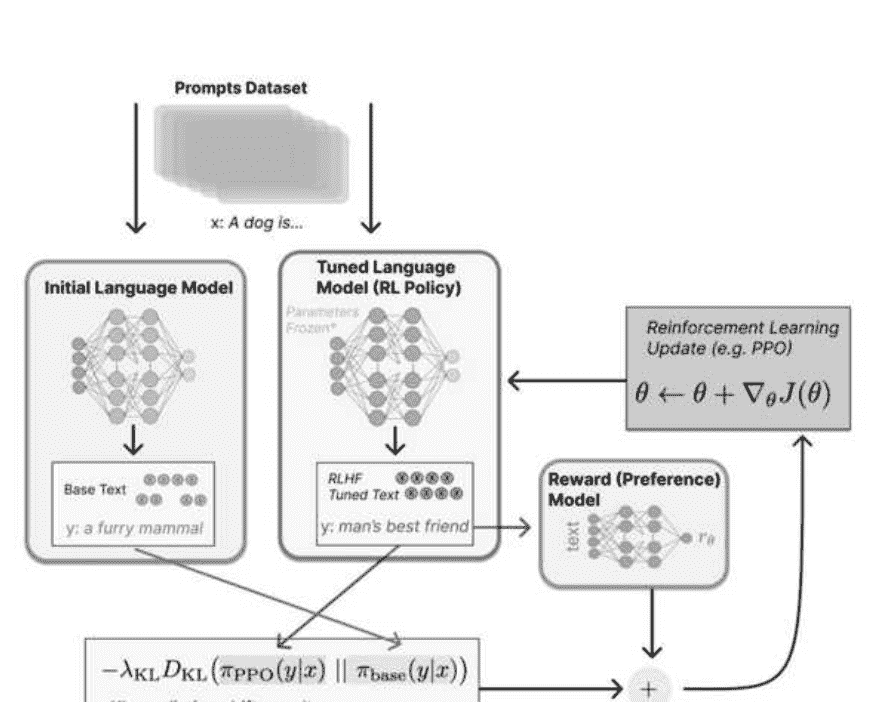 Prompts Dataset
x: A dog is...
Initial Language Model
Base Text
y: a furry mammal
Tuned Language
Model (RL Policy)
Parameters
Frozen*
RLHF
Tuned Text
y: man's best friend
Reinforcement Learning
Update (e.g. PPO)
θ ← θ + ∇θJ(θ)
Reward (Preference)
Model
text
rθ
−λKL DKL(πPPO(y|x) || πbase(y|x))
+